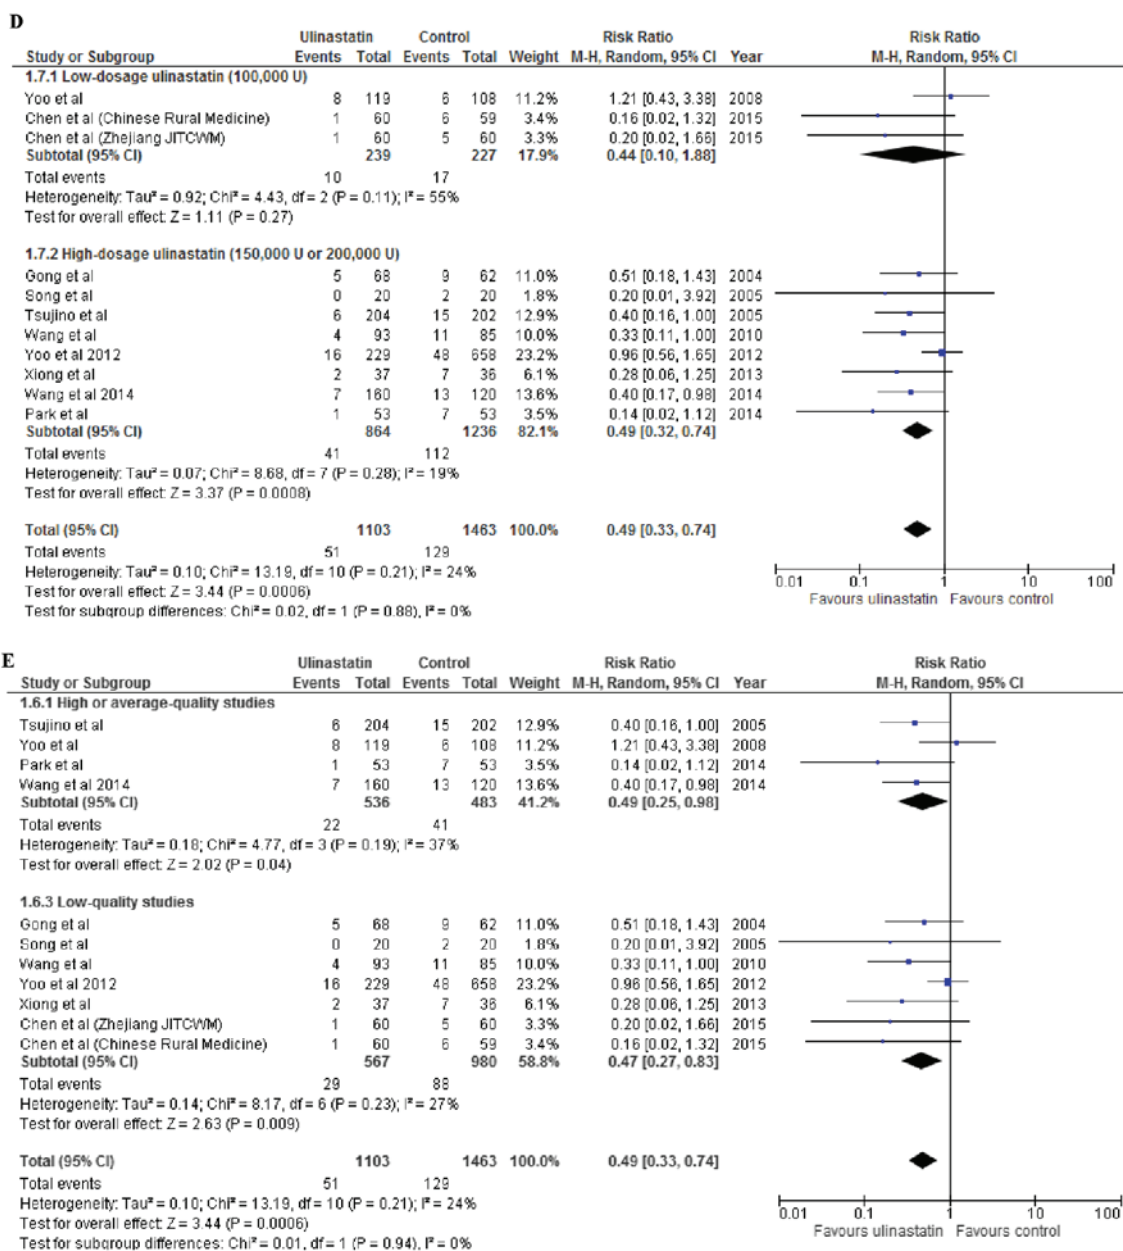 D
Ulinastatin Control Risk Ratio Risk Ratio
Study or Subgroup Events Total Events Total Weight M-H, Random, 95% CI Year M-H, Random, 95% CI
1.7.1 Low-dosage ulinastatin (100,000 U)
Yoo et al 8 119 6 108 11.2% 1.21 [0.43, 3.38] 2008
Chen et al (Chinese Rural Medicine) 1 60 6 59 3.4% 0.16 [0.02, 1.32] 2015
Chen et al (Zhejiang JITCWM) 1 60 5 60 3.3% 0.20 [0.02, 1.66] 2015
Subtotal (95% CI) 239 227 17.9% 0.44 [0.10, 1.88]
Total events 10 17
Heterogeneity: Tau² = 0.92; Chi² = 4.43, df = 2 (P = 0.11); I² = 55%
Test for overall effect: Z = 1.11 (P = 0.27)
1.7.2 High-dosage ulinastatin (150,000 U or 200,000 U)
Gong et al 5 68 9 62 11.0% 0.51 [0.18, 1.43] 2004
Song et al 0 20 2 20 1.8% 0.20 [0.01, 3.92] 2005
Tsujino et al 6 204 15 202 12.9% 0.40 [0.16, 1.00] 2005
Wang et al 4 93 11 85 10.0% 0.33 [0.11, 1.00] 2010
Yoo et al 2012 16 229 48 658 23.2% 0.96 [0.56, 1.65] 2012
Xiong et al 2 37 7 36 6.1% 0.28 [0.06, 1.25] 2013
Wang et al 2014 7 160 13 120 13.6% 0.40 [0.17, 0.98] 2014
Park et al 1 53 7 53 3.5% 0.14 [0.02, 1.12] 2014
Subtotal (95% CI) 864 1236 82.1% 0.49 [0.32, 0.74]
Total events 41 112
Heterogeneity: Tau² = 0.07; Chi² = 8.68, df = 7 (P = 0.28); I² = 19%
Test for overall effect: Z = 3.37 (P = 0.0008)
Total (95% CI) 1103 1463 100.0% 0.49 [0.33, 0.74]
Total events 51 129
Heterogeneity: Tau² = 0.10; Chi² = 13.19, df = 10 (P = 0.21); I² = 24%
Test for overall effect: Z = 3.44 (P = 0.0006)
Test for subgroup differences: Chi² = 0.02, df = 1 (P = 0.88), I² = 0%
0.01 0.1 1 10 100
Favours ulinastatin Favours control
E
Ulinastatin Control Risk Ratio Risk Ratio
Study or Subgroup Events Total Events Total Weight M-H, Random, 95% CI Year M-H, Random, 95% CI
1.6.1 High or average-quality studies
Tsujino et al 6 204 15 202 12.9% 0.40 [0.16, 1.00] 2005
Yoo et al 8 119 6 108 11.2% 1.21 [0.43, 3.38] 2008
Park et al 1 53 7 53 3.5% 0.14 [0.02, 1.12] 2014
Wang et al 2014 7 160 13 120 13.6% 0.40 [0.17, 0.98] 2014
Subtotal (95% CI) 536 483 41.2% 0.49 [0.25, 0.98]
Total events 22 41
Heterogeneity: Tau² = 0.18; Chi² = 4.77, df = 3 (P = 0.19); I² = 37%
Test for overall effect: Z = 2.02 (P = 0.04)
1.6.3 Low-quality studies
Gong et al 5 68 9 62 11.0% 0.51 [0.18, 1.43] 2004
Song et al 0 20 2 20 1.8% 0.20 [0.01, 3.92] 2005
Wang et al 4 93 11 85 10.0% 0.33 [0.11, 1.00] 2010
Yoo et al 2012 16 229 48 658 23.2% 0.96 [0.56, 1.65] 2012
Xiong et al 2 37 7 36 6.1% 0.28 [0.06, 1.25] 2013
Chen et al (Zhejiang JITCWM) 1 60 5 60 3.3% 0.20 [0.02, 1.66] 2015
Chen et al (Chinese Rural Medicine) 1 60 6 59 3.4% 0.16 [0.02, 1.32] 2015
Subtotal (95% CI) 567 980 58.8% 0.47 [0.27, 0.83]
Total events 29 88
Heterogeneity: Tau² = 0.14; Chi² = 8.17, df = 6 (P = 0.23); I² = 27%
Test for overall effect: Z = 2.63 (P = 0.009)
Total (95% CI) 1103 1463 100.0% 0.49 [0.33, 0.74]
Total events 51 129
Heterogeneity: Tau² = 0.10; Chi² = 13.19, df = 10 (P = 0.21); I² = 24%
Test for overall effect: Z = 3.44 (P = 0.0006)
Test for subgroup differences: Chi² = 0.01, df = 1 (P = 0.94), I² = 0%
0.01 0.1 1 10 100
Favours ulinastatin Favours control